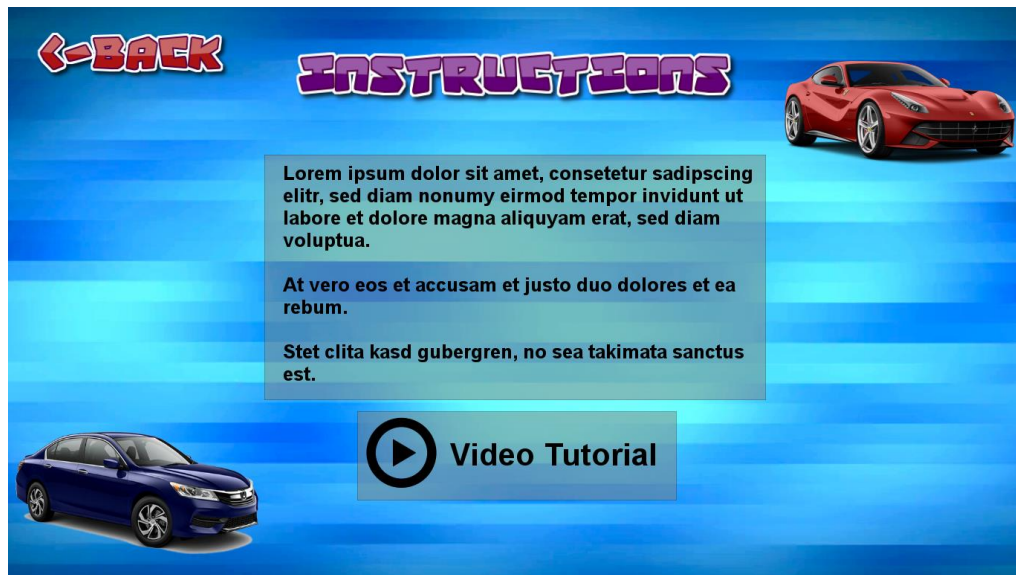 <-BACK
INSTRUCTIONS
Lorem ipsum dolor sit amet, consetetur sadipscing
elitr, sed diam nonumy eirmod tempor invidunt ut
labore et dolore magna aliquyam erat, sed diam
voluptua.
At vero eos et accusam et justo duo dolores et ea
rebum.
Stet clita kasd gubergren, no sea takimata sanctus
est.
Video Tutorial